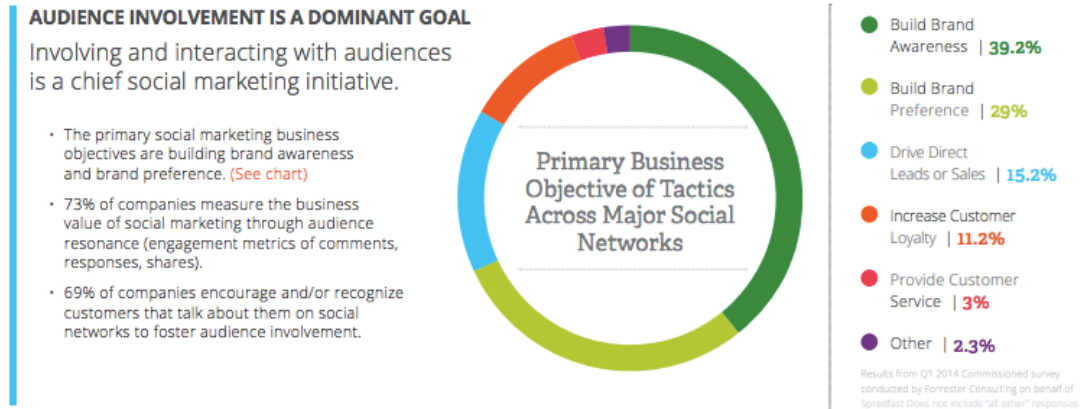 AUDIENCE INVOLVEMENT IS A DOMINANT GOAL
Involving and interacting with audiences
is a chief social marketing initiative.
• The primary social marketing business
objectives are building brand awareness
and brand preference. (See chart)
• 73% of companies measure the business
value of social marketing through audience
resonance (engagement metrics of comments,
responses, shares).
• 69% of companies encourage and/or recognize
customers that talk about them on social
networks to foster audience involvement.
Primary Business
Objective of Tactics
Across Major Social
Networks
Build Brand
Awareness | 39.2%
Build Brand
Preference | 29%
Drive Direct
Leads or Sales | 15.2%
Increase Customer
Loyalty | 11.2%
Provide Customer
Service | 3%
Other | 2.3%
Results from Q1 2014 Commissioned survey
conducted by Forrester Consulting on behalf of
Spredfast Does not include "all other" responses